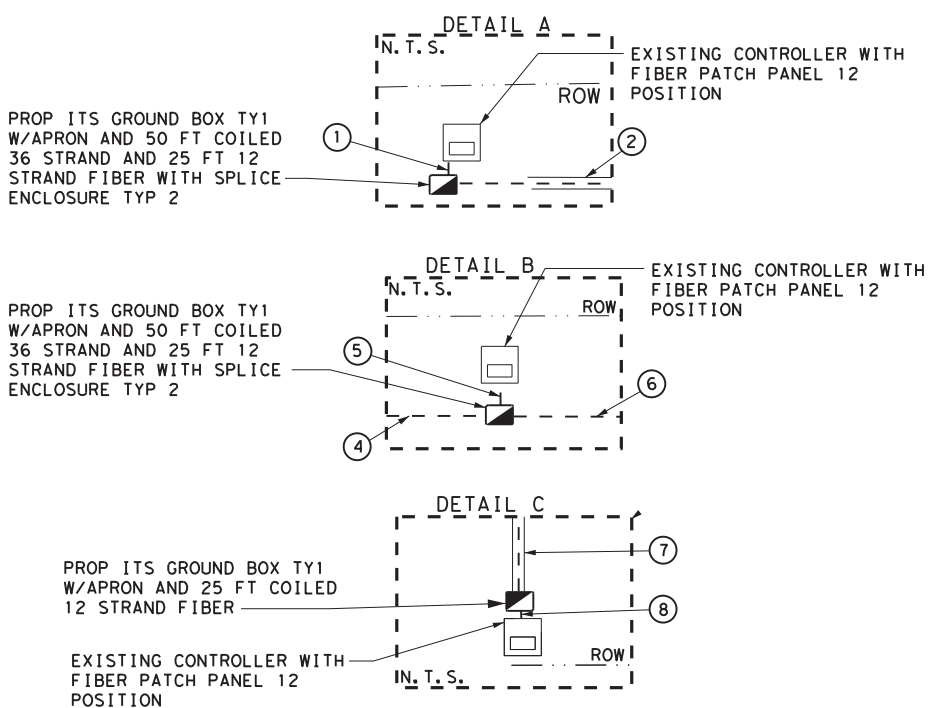 DETAIL A
N.T.S.
EXISTING CONTROLLER WITH
FIBER PATCH PANEL 12
POSITION
ROW
PROP ITS GROUND BOX TY1
W/APRON AND 50 FT COILED
36 STRAND AND 25 FT 12
STRAND FIBER WITH SPLICE
ENCLOSURE TYP 2
1
2
DETAIL B
N.T.S.
EXISTING CONTROLLER WITH
FIBER PATCH PANEL 12
POSITION
ROW
PROP ITS GROUND BOX TY1
W/APRON AND 50 FT COILED
36 STRAND AND 25 FT 12
STRAND FIBER WITH SPLICE
ENCLOSURE TYP 2
5
6
4
DETAIL C
7
PROP ITS GROUND BOX TY1
W/APRON AND 25 FT COILED
12 STRAND FIBER
8
EXISTING CONTROLLER WITH
FIBER PATCH PANEL 12
POSITION
ROW
N.T.S.